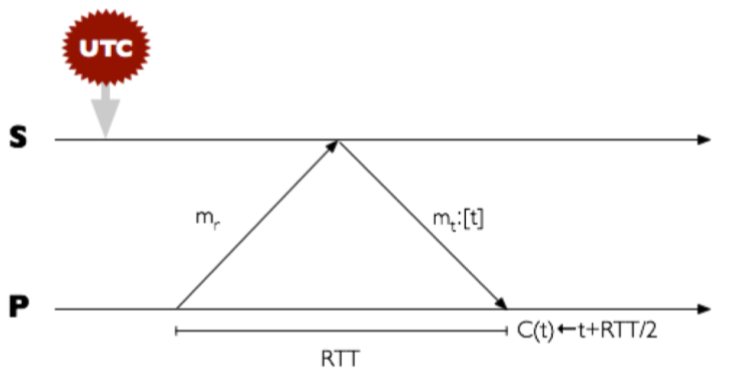 UTC
S
mᵣ
mₜ:[t]
P
C(t)←t+RTT/2
RTT